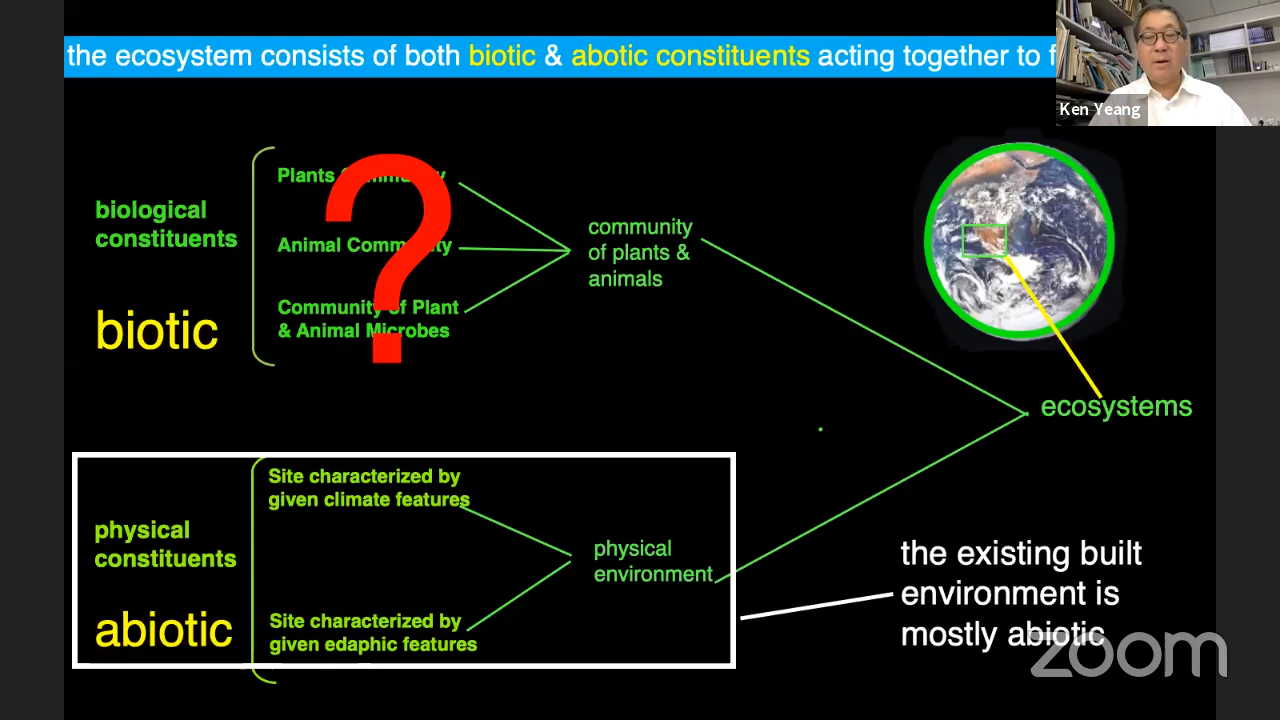 the ecosystem consists of both biotic & abotic constituents acting together to f
Ken Yeang
Plants Community
biological
constituents
Animal Community
community
of plants &
animals
Community of Plant
& Animal Microbes
biotic
?
ecosystems
Site characterized by
given climate features
physical
constituents
physical
environment
abiotic
Site characterized by
given edaphic features
the existing built
environment is
mostly abiotic
zoom